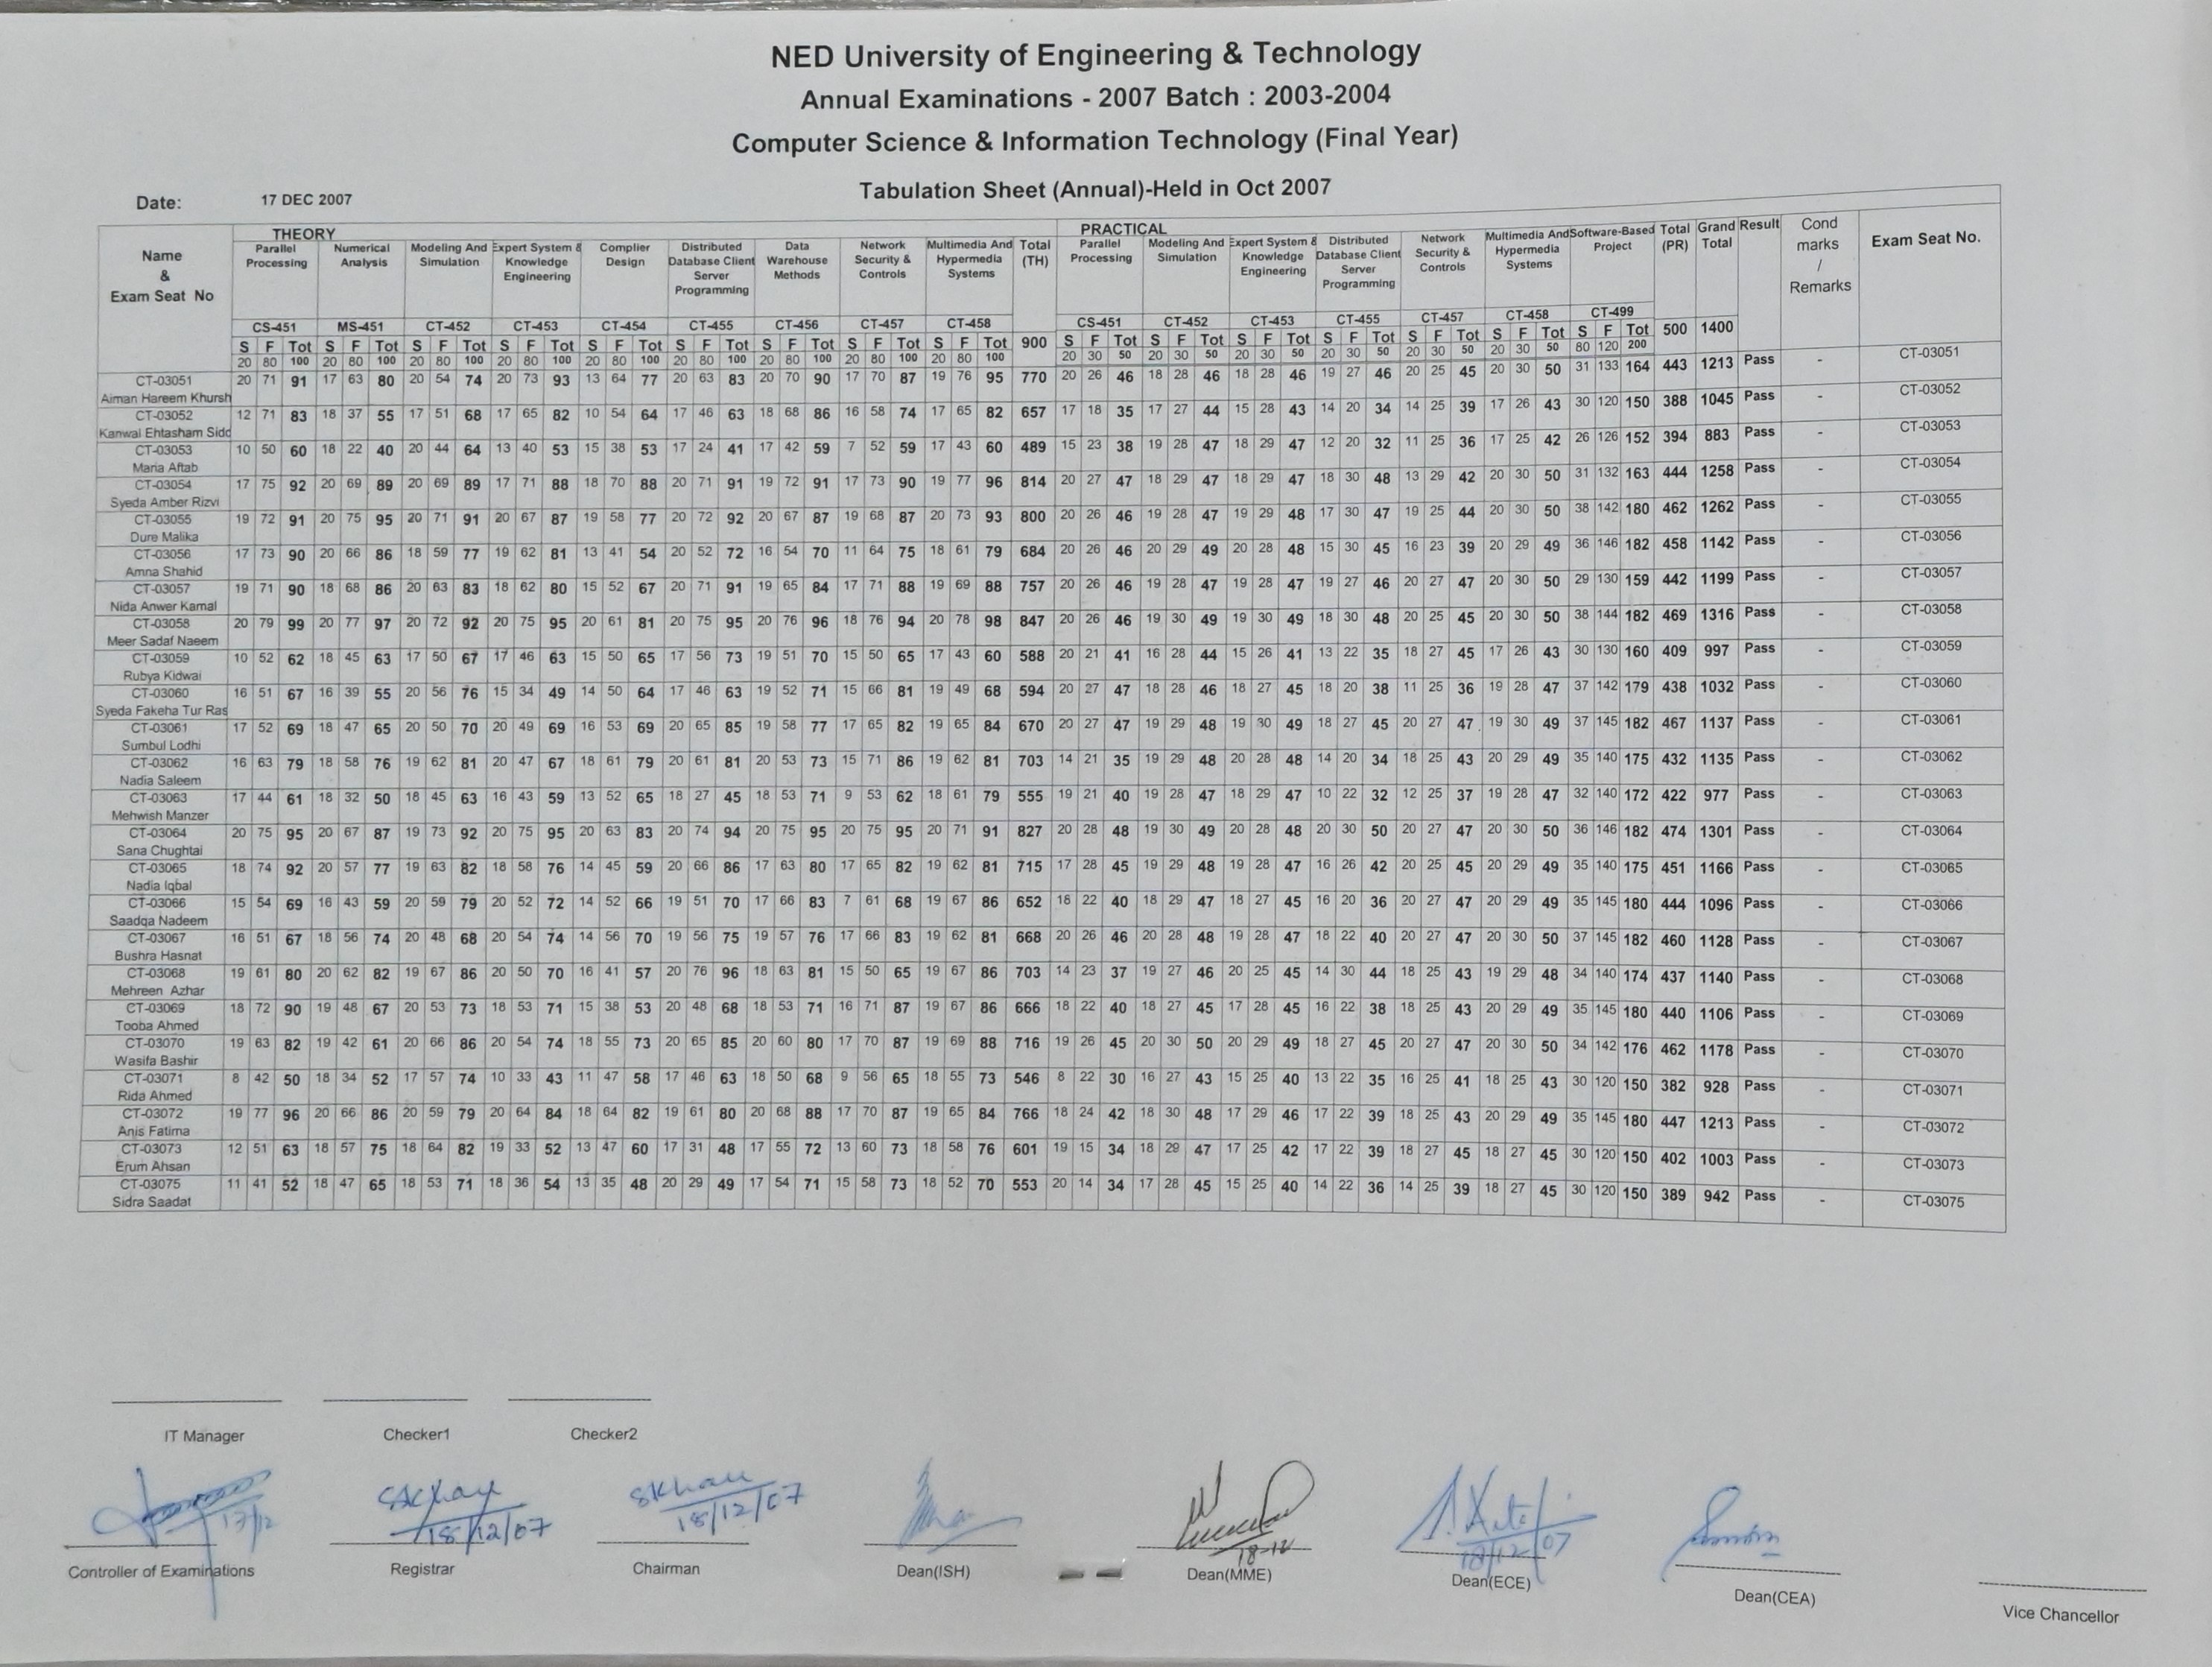 NED University of Engineering & Technology
Annual Examinations - 2007 Batch : 2003-2004
Computer Science & Information Technology (Final Year)
Tabulation Sheet (Annual)-Held in Oct 2007
Date: 17 DEC 2007
Name & Exam Seat No
THEORY
Parallel Processing CS-451
Numerical Analysis MS-451
Modeling And Simulation CT-452
Expert System & Knowledge Engineering CT-453
Complier Design CT-454
Distributed Database Client Server Programming CT-455
Data Warehouse Methods CT-456
Network Security & Controls CT-457
Multimedia And Hypermedia Systems CT-458
Total (TH) 900
PRACTICAL
Parallel Processing CS-451
Modeling And Simulation CT-452
Expert System & Knowledge Engineering CT-453
Distributed Database Client Server Programming CT-455
Network Security & Controls CT-457
Multimedia And Hypermedia Systems CT-458
Software-Based Project CT-499
Total (PR) 500
Grand Total 1400
Result
Cond marks / Remarks
Exam Seat No.
S F Tot S F Tot S F Tot S F Tot S F Tot S F Tot S F Tot S F Tot S F Tot S F Tot S F Tot S F Tot S F Tot S F Tot S F Tot S F Tot
20 80 100 20 80 100 20 80 100 20 80 100 20 80 100 20 80 100 20 80 100 20 80 100 20 80 100 20 30 50 20 30 50 20 30 50 20 30 50 20 30 50 20 30 50 80 120 200
CT-03051 20 71 91 17 63 80 20 54 74 20 73 93 13 64 77 20 63 83 20 70 90 17 70 87 19 76 95 770 20 26 46 18 28 46 18 28 46 19 27 46 20 25 45 20 30 50 31 133 164 443 1213 Pass - CT-03051
Aiman Hareem Khursh
CT-03052 12 71 83 18 37 55 17 51 68 17 65 82 10 54 64 17 46 63 18 68 86 16 58 74 17 65 82 657 17 18 35 17 27 44 15 28 43 14 20 34 14 25 39 17 26 43 30 120 150 388 1045 Pass - CT-03052
Kanwal Ehtasham Sidd
CT-03053 10 50 60 18 22 40 20 44 64 13 40 53 15 38 53 17 24 41 17 42 59 7 52 59 17 43 60 489 15 23 38 19 28 47 18 29 47 12 20 32 11 25 36 17 25 42 26 126 152 394 883 Pass - CT-03053
Maria Aftab
CT-03054 17 75 92 20 69 89 20 69 89 17 71 88 18 70 88 20 71 91 19 72 91 17 73 90 19 77 96 814 20 27 47 18 29 47 18 29 47 18 30 48 13 29 42 20 30 50 31 132 163 444 1258 Pass - CT-03054
Syeda Amber Rizvi
CT-03055 19 72 91 20 75 95 20 71 91 20 67 87 19 58 77 20 72 92 20 67 87 19 68 87 20 73 93 800 20 26 46 19 28 47 19 29 48 17 30 47 19 25 44 20 30 50 38 142 180 462 1262 Pass - CT-03055
Dure Malika
CT-03056 17 73 90 20 66 86 18 59 77 19 62 81 13 41 54 20 52 72 16 54 70 11 64 75 18 61 79 684 20 26 46 20 29 49 20 28 48 15 30 45 16 23 39 20 29 49 36 146 182 458 1142 Pass - CT-03056
Amna Shahid
CT-03057 19 71 90 18 68 86 20 63 83 18 62 80 15 52 67 20 71 91 19 65 84 17 71 88 19 69 88 757 20 26 46 19 28 47 19 28 47 19 27 46 20 27 47 20 30 50 29 130 159 442 1199 Pass - CT-03057
Nida Anwer Kamal
CT-03058 20 79 99 20 77 97 20 72 92 20 75 95 20 61 81 20 75 95 20 76 96 18 76 94 20 78 98 847 20 26 46 19 30 49 19 30 49 18 30 48 20 25 45 20 30 50 38 144 182 469 1316 Pass - CT-03058
Meer Sadaf Naeem
CT-03059 10 52 62 18 45 63 17 50 67 17 46 63 15 50 65 17 56 73 19 51 70 15 50 65 17 43 60 588 20 21 41 16 28 44 15 26 41 13 22 35 18 27 45 17 26 43 30 130 160 409 997 Pass - CT-03059
Rubya Kidwai
CT-03060 16 51 67 16 39 55 20 56 76 15 34 49 14 50 64 17 46 63 19 52 71 15 66 81 19 49 68 594 20 27 47 18 28 46 18 27 45 18 20 38 11 25 36 19 28 47 37 142 179 438 1032 Pass - CT-03060
Syeda Fakeha Tur Ras
CT-03061 17 52 69 18 47 65 20 50 70 20 49 69 16 53 69 20 65 85 19 58 77 17 65 82 19 65 84 670 20 27 47 19 29 48 19 30 49 18 27 45 20 27 47 19 30 49 37 145 182 467 1137 Pass - CT-03061
Sumbul Lodhi
CT-03062 16 63 79 18 58 76 19 62 81 20 47 67 18 61 79 20 61 81 20 53 73 15 71 86 19 62 81 703 14 21 35 19 29 48 20 28 48 14 20 34 18 25 43 20 29 49 35 140 175 432 1135 Pass - CT-03062
Nadia Saleem
CT-03063 17 44 61 18 32 50 18 45 63 16 43 59 13 52 65 18 27 45 18 53 71 9 53 62 18 61 79 555 19 21 40 19 28 47 18 29 47 10 22 32 12 25 37 19 28 47 32 140 172 422 977 Pass - CT-03063
Mehwish Manzer
CT-03064 20 75 95 20 67 87 19 73 92 20 75 95 20 63 83 20 74 94 20 75 95 20 75 95 20 71 91 827 20 28 48 19 30 49 20 28 48 20 30 50 20 27 47 20 30 50 36 146 182 474 1301 Pass - CT-03064
Sana Chughtai
CT-03065 18 74 92 20 57 77 19 63 82 18 58 76 14 45 59 20 66 86 17 63 80 17 65 82 19 62 81 715 17 28 45 19 29 48 19 28 47 16 26 42 20 25 45 20 29 49 35 140 175 451 1166 Pass - CT-03065
Nadia Iqbal
CT-03066 15 54 69 16 43 59 20 59 79 20 52 72 14 52 66 19 51 70 17 66 83 7 61 68 19 67 86 652 18 22 40 18 29 47 18 27 45 16 20 36 20 27 47 20 29 49 35 145 180 444 1096 Pass - CT-03066
Saadqa Nadeem
CT-03067 16 51 67 18 56 74 20 48 68 20 54 74 14 56 70 19 56 75 19 57 76 17 66 83 19 62 81 668 20 26 46 20 28 48 19 28 47 18 22 40 20 27 47 20 30 50 37 145 182 460 1128 Pass - CT-03067
Bushra Hasnat
CT-03068 19 61 80 20 62 82 19 67 86 20 50 70 16 41 57 20 76 96 18 63 81 15 50 65 19 67 86 703 14 23 37 19 27 46 20 25 45 14 30 44 18 25 43 19 29 48 34 140 174 437 1140 Pass - CT-03068
Mehreen Azhar
CT-03069 18 72 90 19 48 67 20 53 73 18 53 71 15 38 53 20 48 68 18 53 71 16 71 87 19 67 86 666 18 22 40 18 27 45 17 28 45 16 22 38 18 25 43 20 29 49 35 145 180 440 1106 Pass - CT-03069
Tooba Ahmed
CT-03070 19 63 82 19 42 61 20 66 86 20 54 74 18 55 73 20 65 85 20 60 80 17 70 87 19 69 88 716 19 26 45 20 30 50 20 29 49 18 27 45 20 27 47 20 30 50 34 142 176 462 1178 Pass - CT-03070
Wasifa Bashir
CT-03071 8 42 50 18 34 52 17 57 74 10 33 43 11 47 58 17 46 63 18 50 68 9 56 65 18 55 73 546 8 22 30 16 27 43 15 25 40 13 22 35 16 25 41 18 25 43 30 120 150 382 928 Pass - CT-03071
Rida Ahmed
CT-03072 19 77 96 20 66 86 20 59 79 20 64 84 18 64 82 19 61 80 20 68 88 17 70 87 19 65 84 766 18 24 42 18 30 48 17 29 46 17 22 39 18 25 43 20 29 49 35 145 180 447 1213 Pass - CT-03072
Anis Fatima
CT-03073 12 51 63 18 57 75 18 64 82 19 33 52 13 47 60 17 31 48 17 55 72 13 60 73 18 58 76 601 19 15 34 18 29 47 17 25 42 17 22 39 18 27 45 18 27 45 30 120 150 402 1003 Pass - CT-03073
Erum Ahsan
CT-03075 11 41 52 18 47 65 18 53 71 18 36 54 13 35 48 20 29 49 17 54 71 15 58 73 18 52 70 553 20 14 34 17 28 45 15 25 40 14 22 36 14 25 39 18 27 45 30 120 150 389 942 Pass - CT-03075
Sidra Saadat
IT Manager Checker1 Checker2
17/12 18/12/07 SKhan 18/12/07 18-12 18/12/07
Controller of Examinations Registrar Chairman Dean(ISH) Dean(MME) Dean(ECE) Dean(CEA) Vice Chancellor